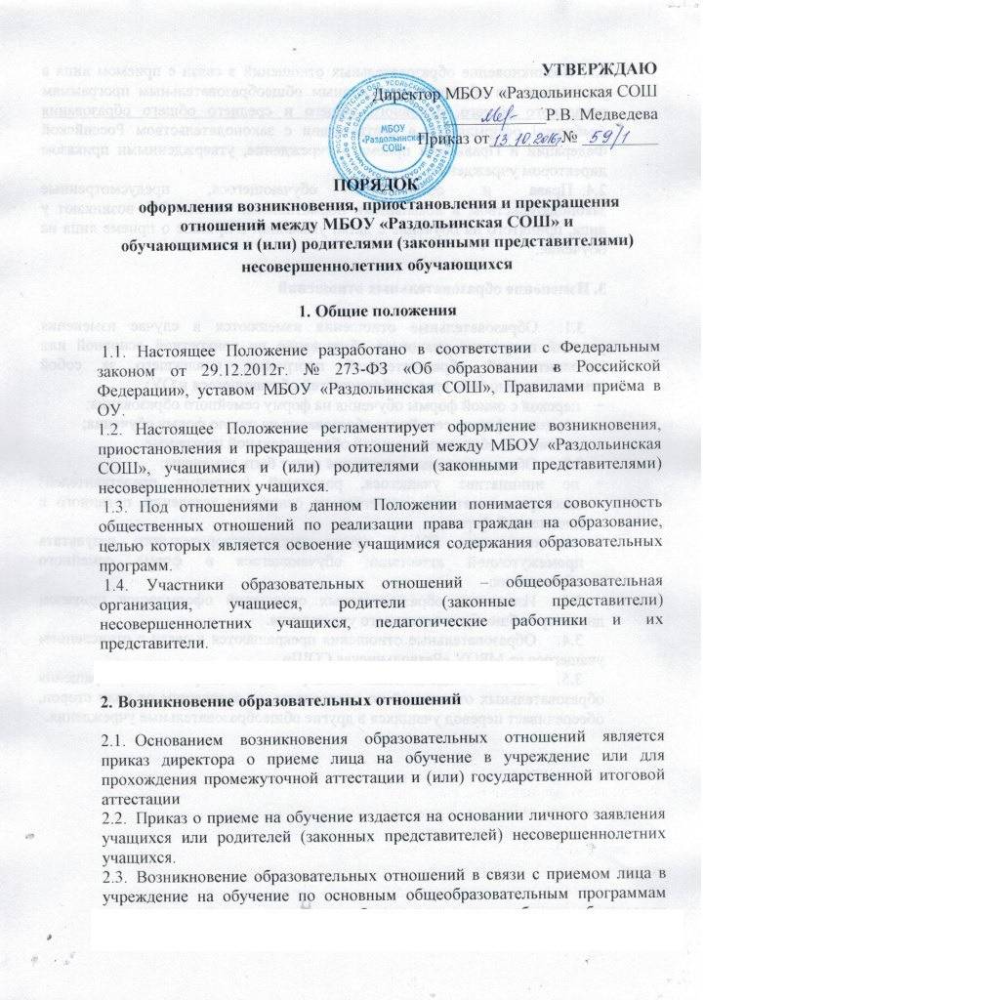 УТВЕРЖДАЮ
Директор МБОУ «Раздольинская СОШ
Р.В. Медведева
Приказ от 13.10.2016г № 59/1
МБОУ
«Раздольинская
СОШ»
ПОРЯДОК
оформления возникновения, приостановления и прекращения
отношений между МБОУ «Раздольинская СОШ» и
обучающимися и (или) родителями (законными представителями)
несовершеннолетних обучающихся
1. Общие положения
1.1. Настоящее Положение разработано в соответствии с Федеральным
законом от 29.12.2012г. № 273-ФЗ «Об образовании в Российской
Федерации», уставом МБОУ «Раздольинская СОШ», Правилами приёма в
ОУ.
1.2. Настоящее Положение регламентирует оформление возникновения,
приостановления и прекращения отношений между МБОУ «Раздольинская
СОШ», учащимися и (или) родителями (законными представителями)
несовершеннолетних учащихся.
1.3. Под отношениями в данном Положении понимается совокупность
общественных отношений по реализации права граждан на образование,
целью которых является освоение учащимися содержания образовательных
программ.
1.4. Участники образовательных отношений – общеобразовательная
организация, учащиеся, родители (законные представители)
несовершеннолетних учащихся, педагогические работники и их
представители.
2. Возникновение образовательных отношений
2.1. Основанием возникновения образовательных отношений является
приказ директора о приеме лица на обучение в учреждение или для
прохождения промежуточной аттестации и (или) государственной итоговой
аттестации
2.2. Приказ о приеме на обучение издается на основании личного заявления
учащихся или родителей (законных представителей) несовершеннолетних
учащихся.
2.3. Возникновение образовательных отношений в связи с приемом лица в
учреждение на обучение по основным общеобразовательным программам